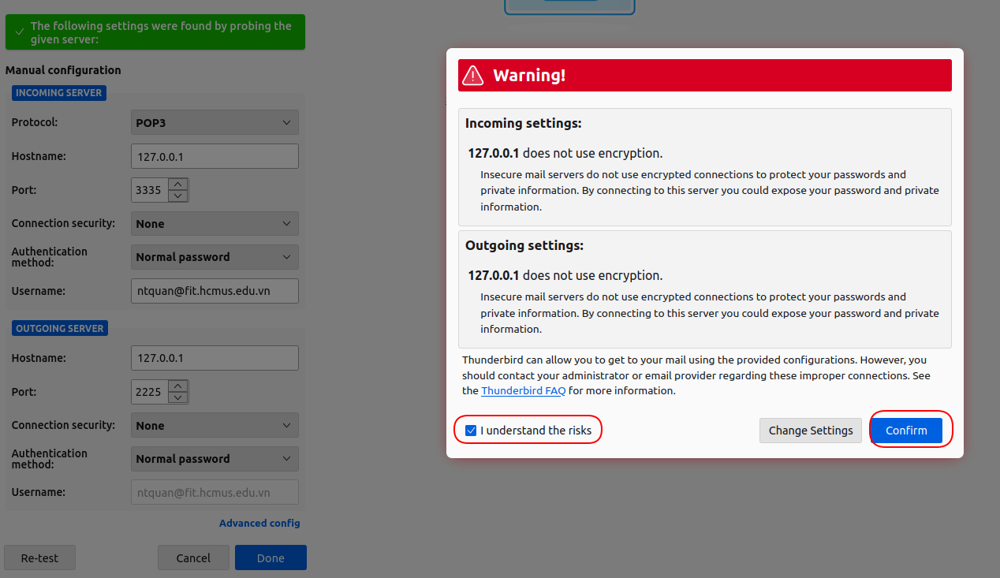 The following settings were found by probing the
given server:
Manual configuration
INCOMING SERVER
Protocol:
POP3
Hostname:
127.0.0.1
Port:
3335
Connection security:
None
Authentication
method:
Normal password
Username:
ntquan@fit.hcmus.edu.vn
OUTGOING SERVER
Hostname:
127.0.0.1
Port:
2225
Connection security:
None
Authentication
method:
Normal password
Username:
ntquan@fit.hcmus.edu.vn
Advanced config
Re-test
Cancel
Done
Warning!
Incoming settings:
127.0.0.1 does not use encryption.
Insecure mail servers do not use encrypted connections to protect your passwords and
private information. By connecting to this server you could expose your password and private
information.
Outgoing settings:
127.0.0.1 does not use encryption.
Insecure mail servers do not use encrypted connections to protect your passwords and
private information. By connecting to this server you could expose your password and private
information.
Thunderbird can allow you to get to your mail using the provided configurations. However, you
should contact your administrator or email provider regarding these improper connections. See
the Thunderbird FAQ for more information.
I understand the risks
Change Settings
Confirm